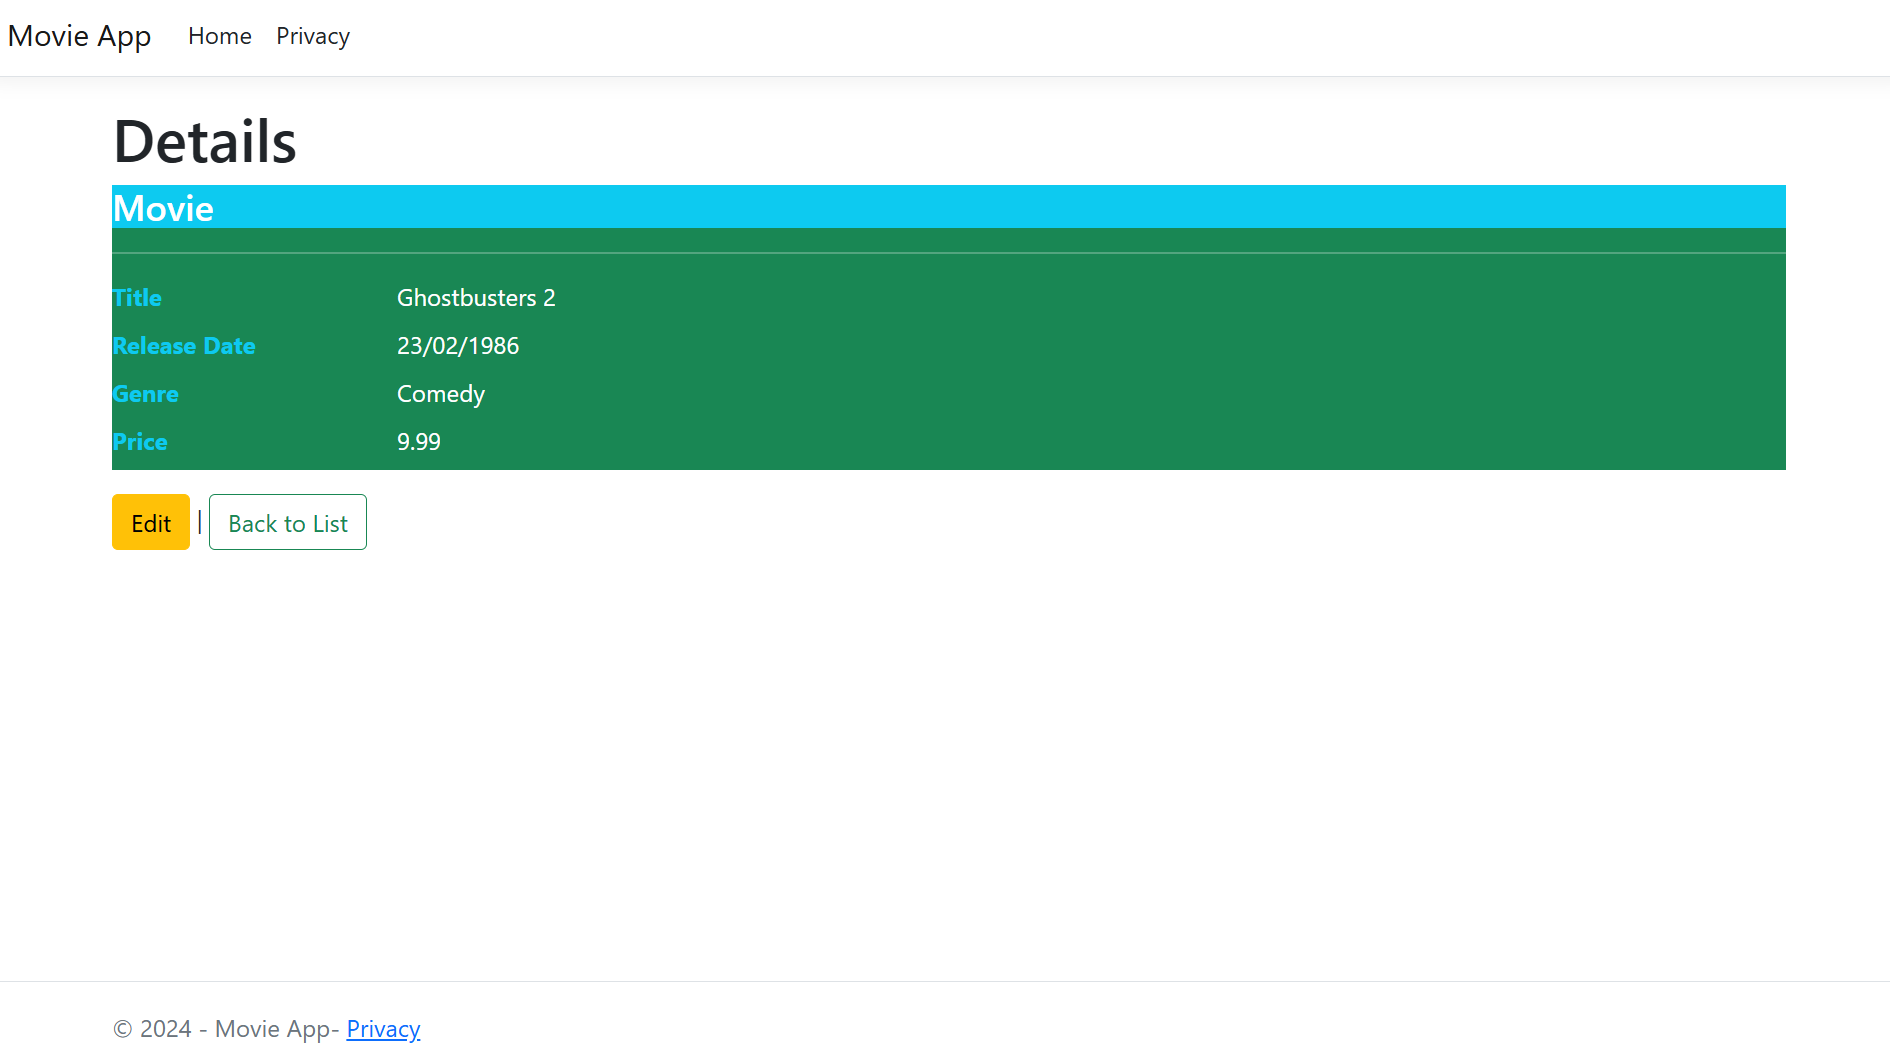 Movie App Home Privacy
Details
Movie
Title Ghostbusters 2
Release Date 23/02/1986
Genre Comedy
Price 9.99
Edit | Back to List
© 2024 - Movie App- Privacy